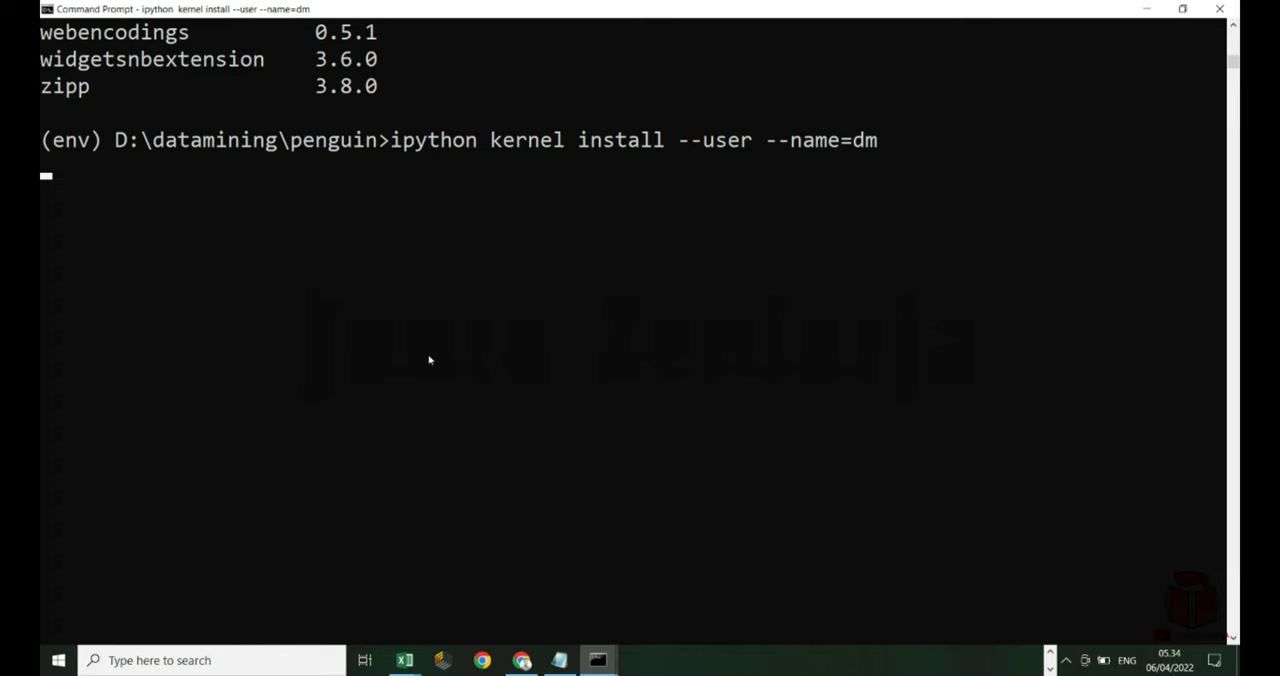 Command Prompt - ipython kernel install --user --name=dm
webencodings 0.5.1
widgetsnbextension 3.6.0
zipp 3.8.0
(env) D:\datamining\penguin>ipython kernel install --user --name=dm
Type here to search
ENG
05.34
06/04/2022